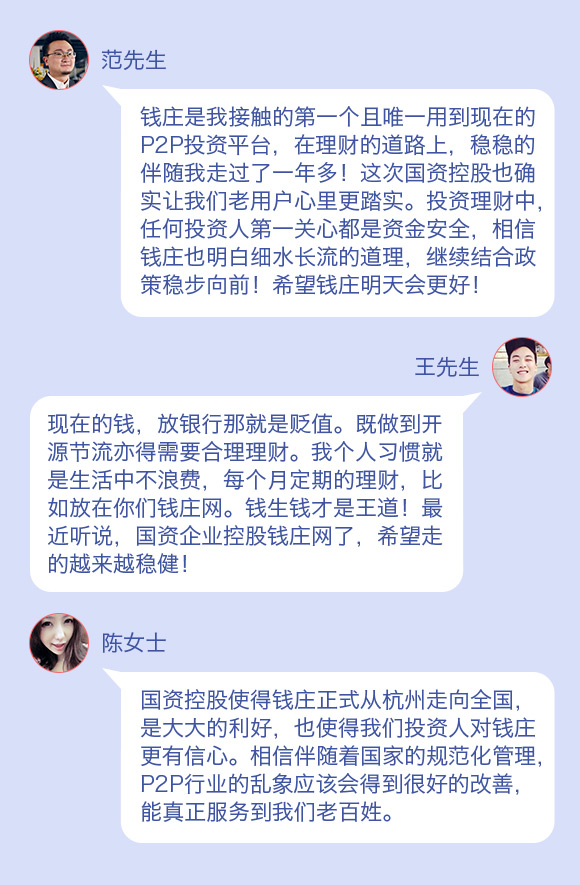 范先生
钱庄是我接触的第一个且唯一用到现在的
P2P投资平台，在理财的道路上，稳稳的
伴随我走过了一年多！这次国资控股也确
实让我们老用户心里更踏实。投资理财中，
任何投资人第一关心都是资金安全，相信
钱庄也明白细水长流的道理，继续结合政
策稳步向前！希望钱庄明天会更好！
王先生
现在的钱，放银行那就是贬值。既做到开
源节流亦得需要合理理财。我个人习惯就
是生活中不浪费，每个月定期的理财，比
如放在你们钱庄网。钱生钱才是王道！最
近听说，国资企业控股钱庄网了，希望走
的越来越稳健！
陈女士
国资控股使得钱庄正式从杭州走向全国，
是大大的利好，也使得我们投资人对钱庄
更有信心。相信伴随着国家的规范化管理，
P2P行业的乱象应该会得到很好的改善，
能真正服务到我们老百姓。